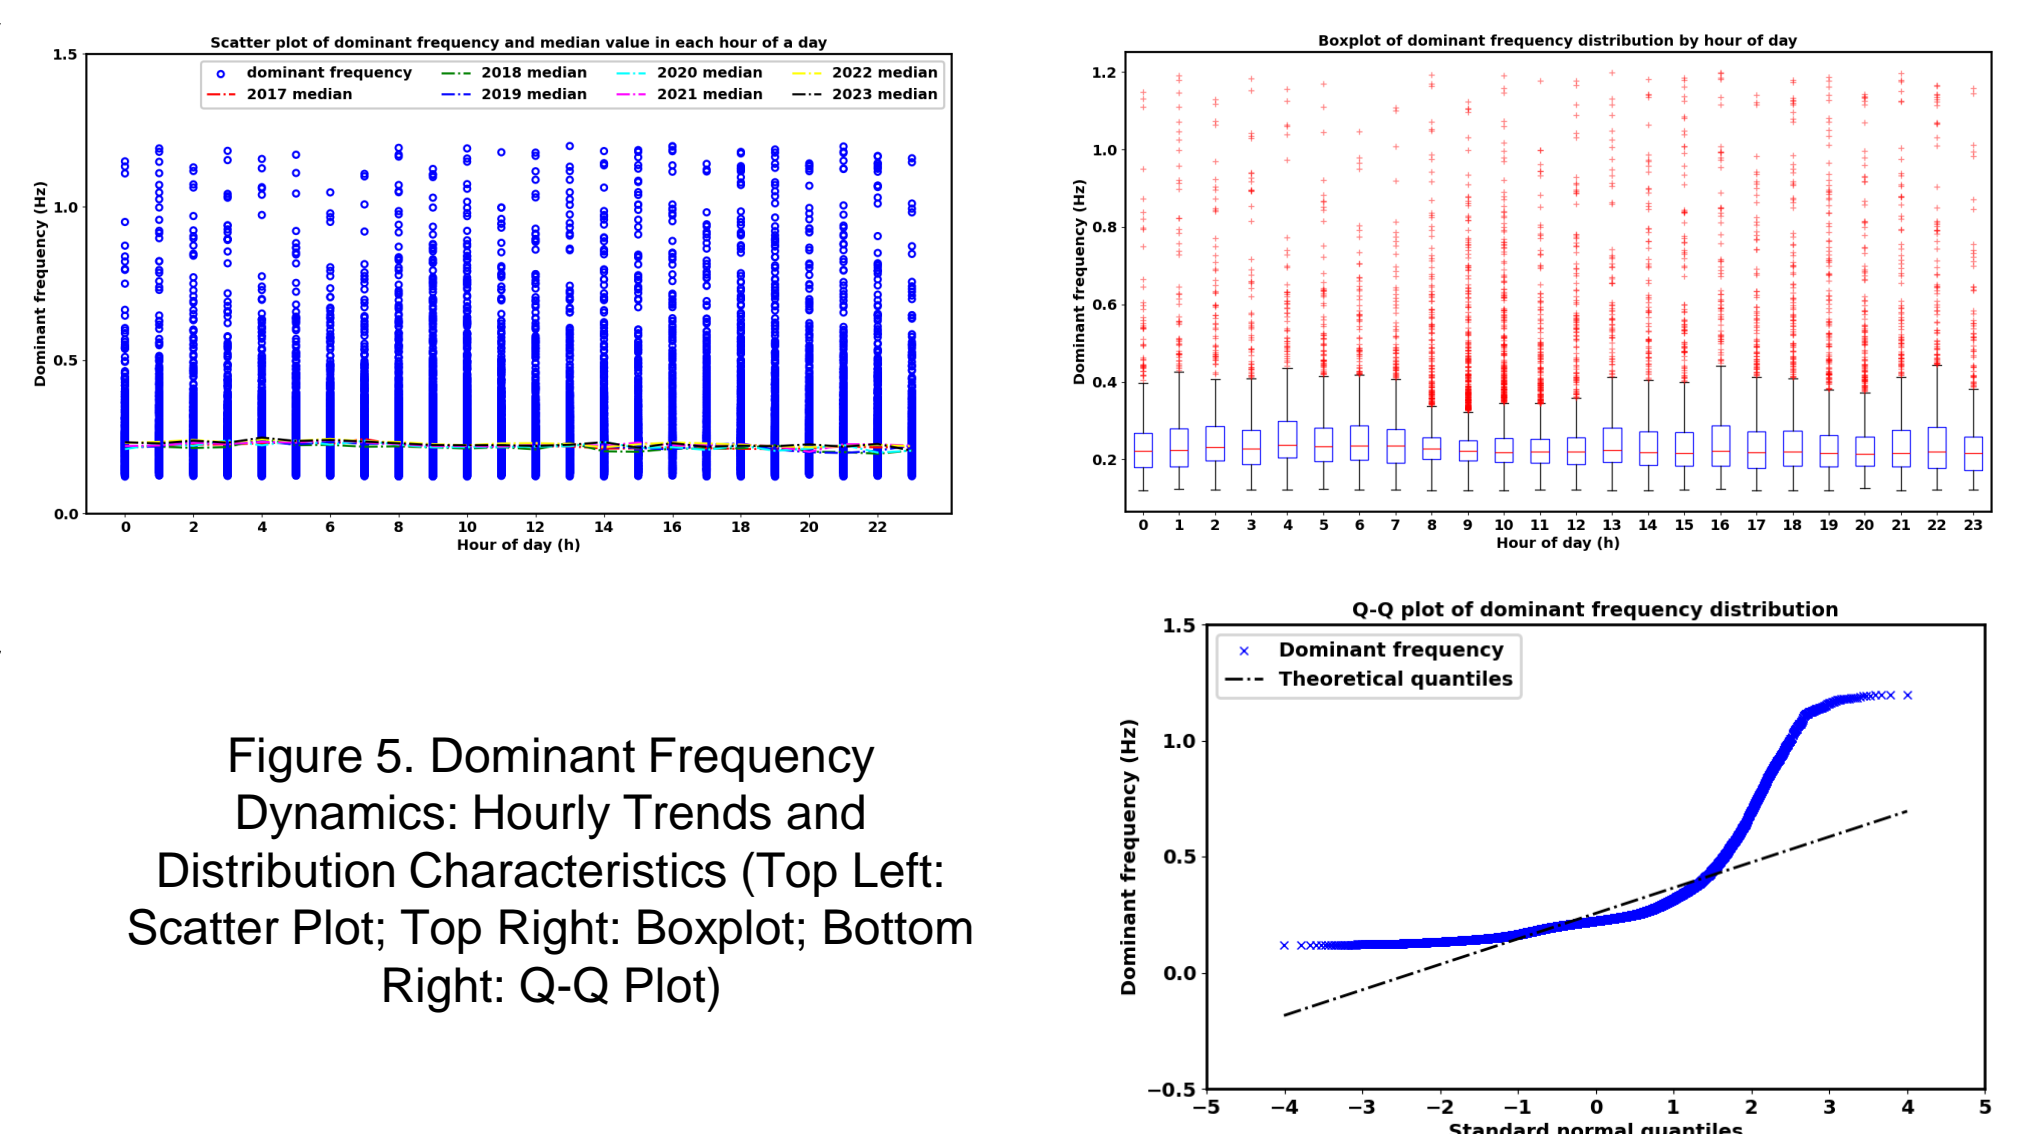 Scatter plot of dominant frequency and median value in each hour of a day
1.5
1.0
0.5
0.0
Dominant frequency (Hz)
dominant frequency
2017 median
2018 median
2019 median
2020 median
2021 median
2022 median
2023 median
0 2 4 6 8 10 12 14 16 18 20 22
Hour of day (h)
Boxplot of dominant frequency distribution by hour of day
1.2
1.0
0.8
0.6
0.4
0.2
Dominant frequency (Hz)
0 1 2 3 4 5 6 7 8 9 10 11 12 13 14 15 16 17 18 19 20 21 22 23
Hour of day (h)
Figure 5. Dominant Frequency
Dynamics: Hourly Trends and
Distribution Characteristics (Top Left:
Scatter Plot; Top Right: Boxplot; Bottom
Right: Q-Q Plot)
Q-Q plot of dominant frequency distribution
1.5
1.0
0.5
0.0
−0.5
Dominant frequency (Hz)
Dominant frequency
Theoretical quantiles
−5 −4 −3 −2 −1 0 1 2 3 4 5
Standard normal quantiles